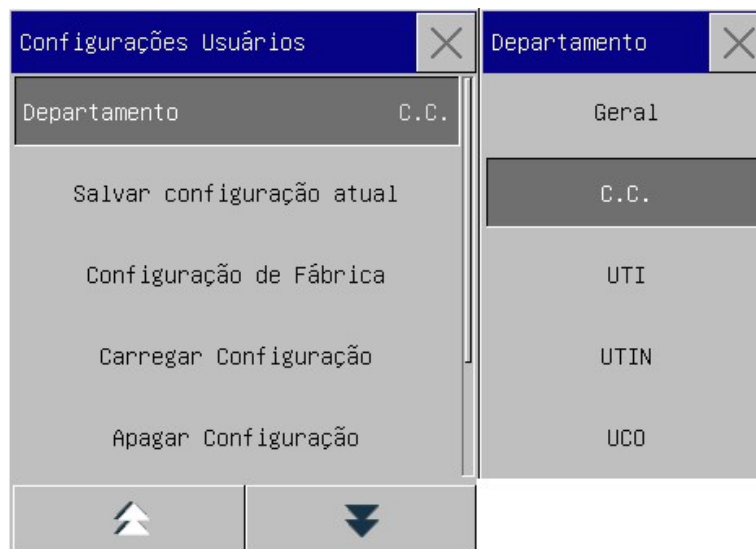 Configurações Usuários
Departamento C.C.
Salvar configuração atual
Configuração de Fábrica
Carregar Configuração
Apagar Configuração
Departamento
Geral
C.C.
UTI
UTIN
UCO